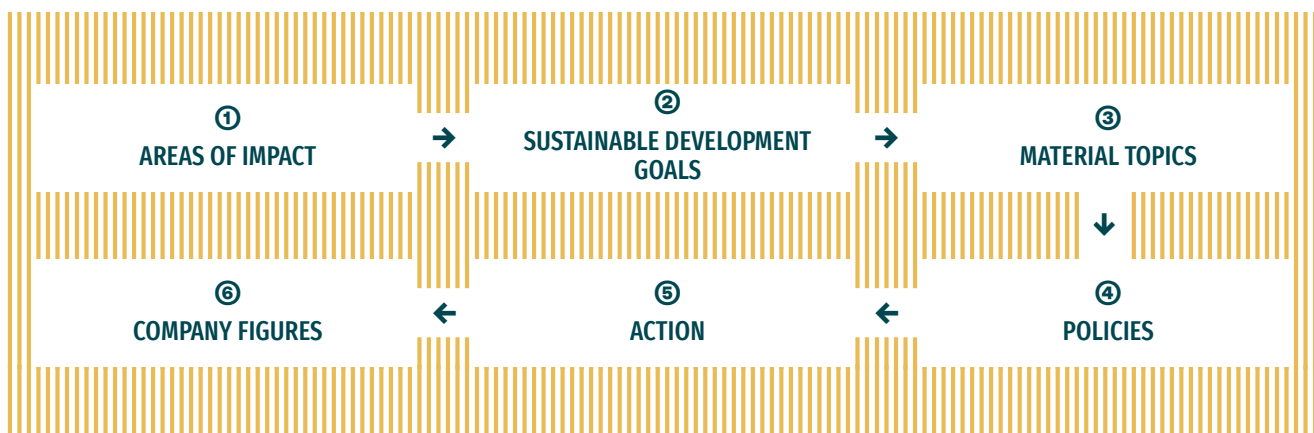 ①
AREAS OF IMPACT
→
②
SUSTAINABLE DEVELOPMENT
GOALS
→
③
MATERIAL TOPICS
↓
④
POLICIES
←
⑤
ACTION
←
⑥
COMPANY FIGURES